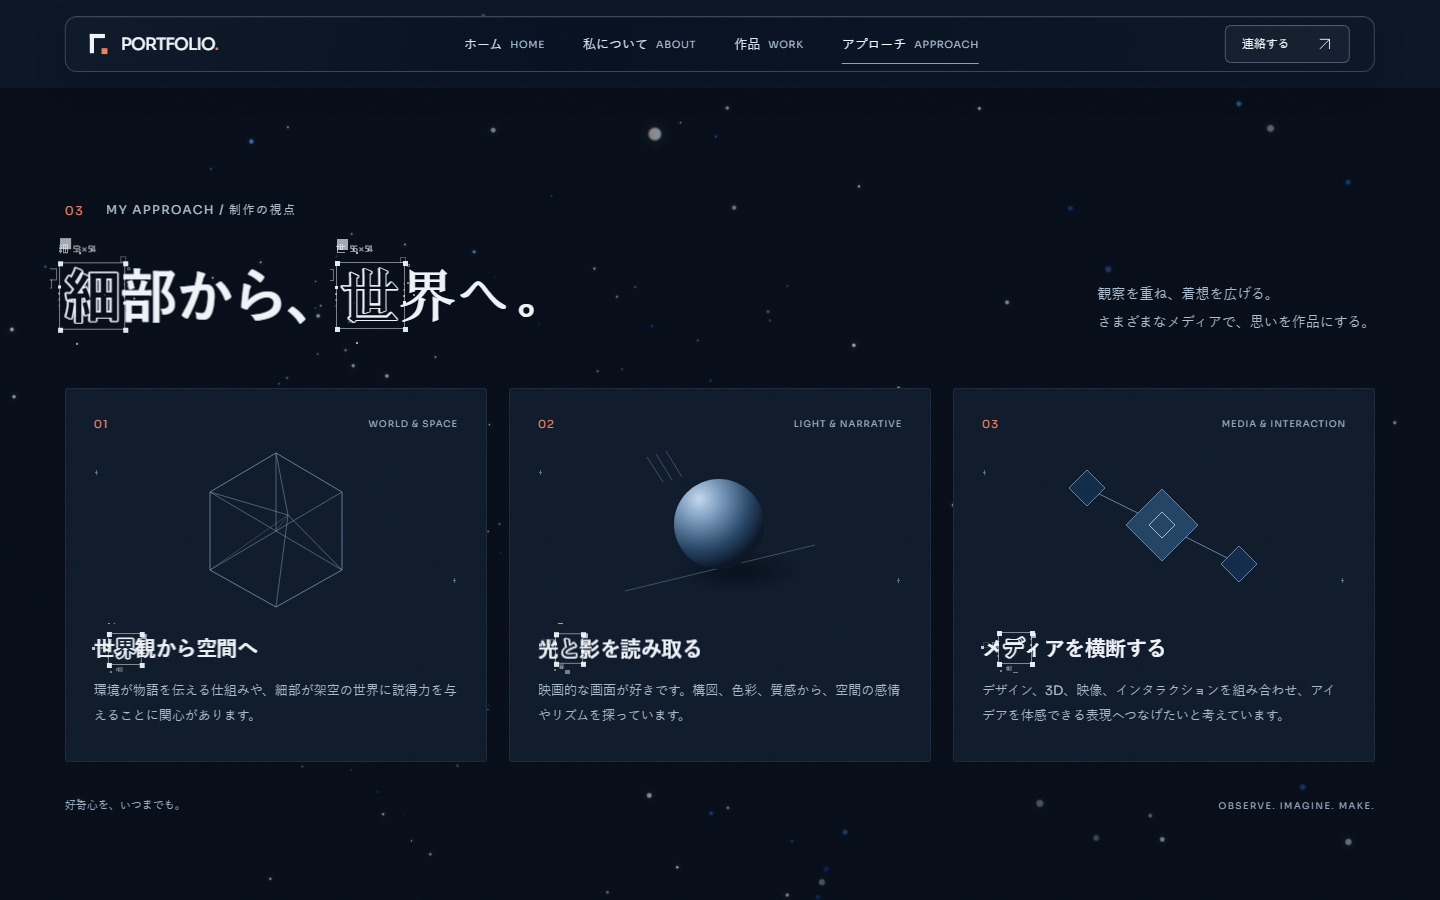 PORTFOLIO.
ホーム HOME 私について ABOUT 作品 WORK アプローチ APPROACH 連絡する
03 MY APPROACH / 制作の視点
細部から、世界へ。
観察を重ね、着想を広げる。
さまざまなメディアで、思いを作品にする。
01 WORLD & SPACE
世界観から空間へ
環境が物語を伝える仕組みや、細部が架空の世界に説得力を与
えることに関心があります。
02 LIGHT & NARRATIVE
光と影を読み取る
映画的な画面が好きです。構図、色彩、質感から、空間の感情
やリズムを探っています。
03 MEDIA & INTERACTION
メディアを横断する
デザイン、3D、映像、インタラクションを組み合わせ、アイ
デアを体感できる表現へつなげたいと考えています。
好奇心を、いつまでも。
OBSERVE. IMAGINE. MAKE.